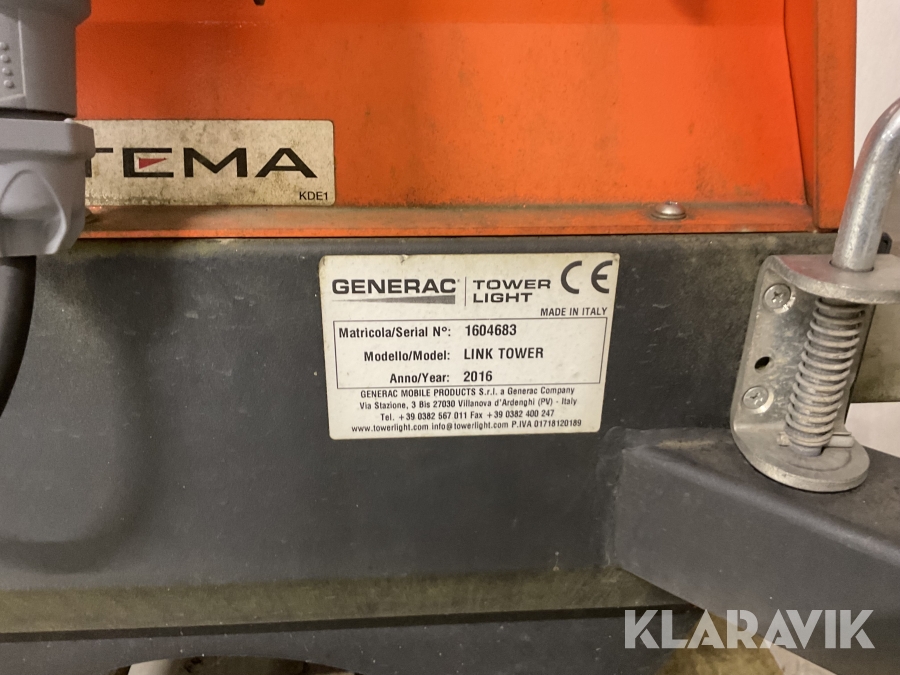 TEMA
KDE1
GENERAC® TOWER LIGHT CE
MADE IN ITALY
Matricola/Serial N°: 1604683
Modello/Model: LINK TOWER
Anno/Year: 2016
GENERAC MOBILE PRODUCTS S.r.l. a Generac Company
Via Stazione, 3 Bis 27030 Villanova d'Ardenghi (PV) - Italy
Tel. +39 0382 567 011 Fax +39 0382 400 247
www.towerlight.com info@towerlight.com P.IVA 01718120189
KLARAVIK